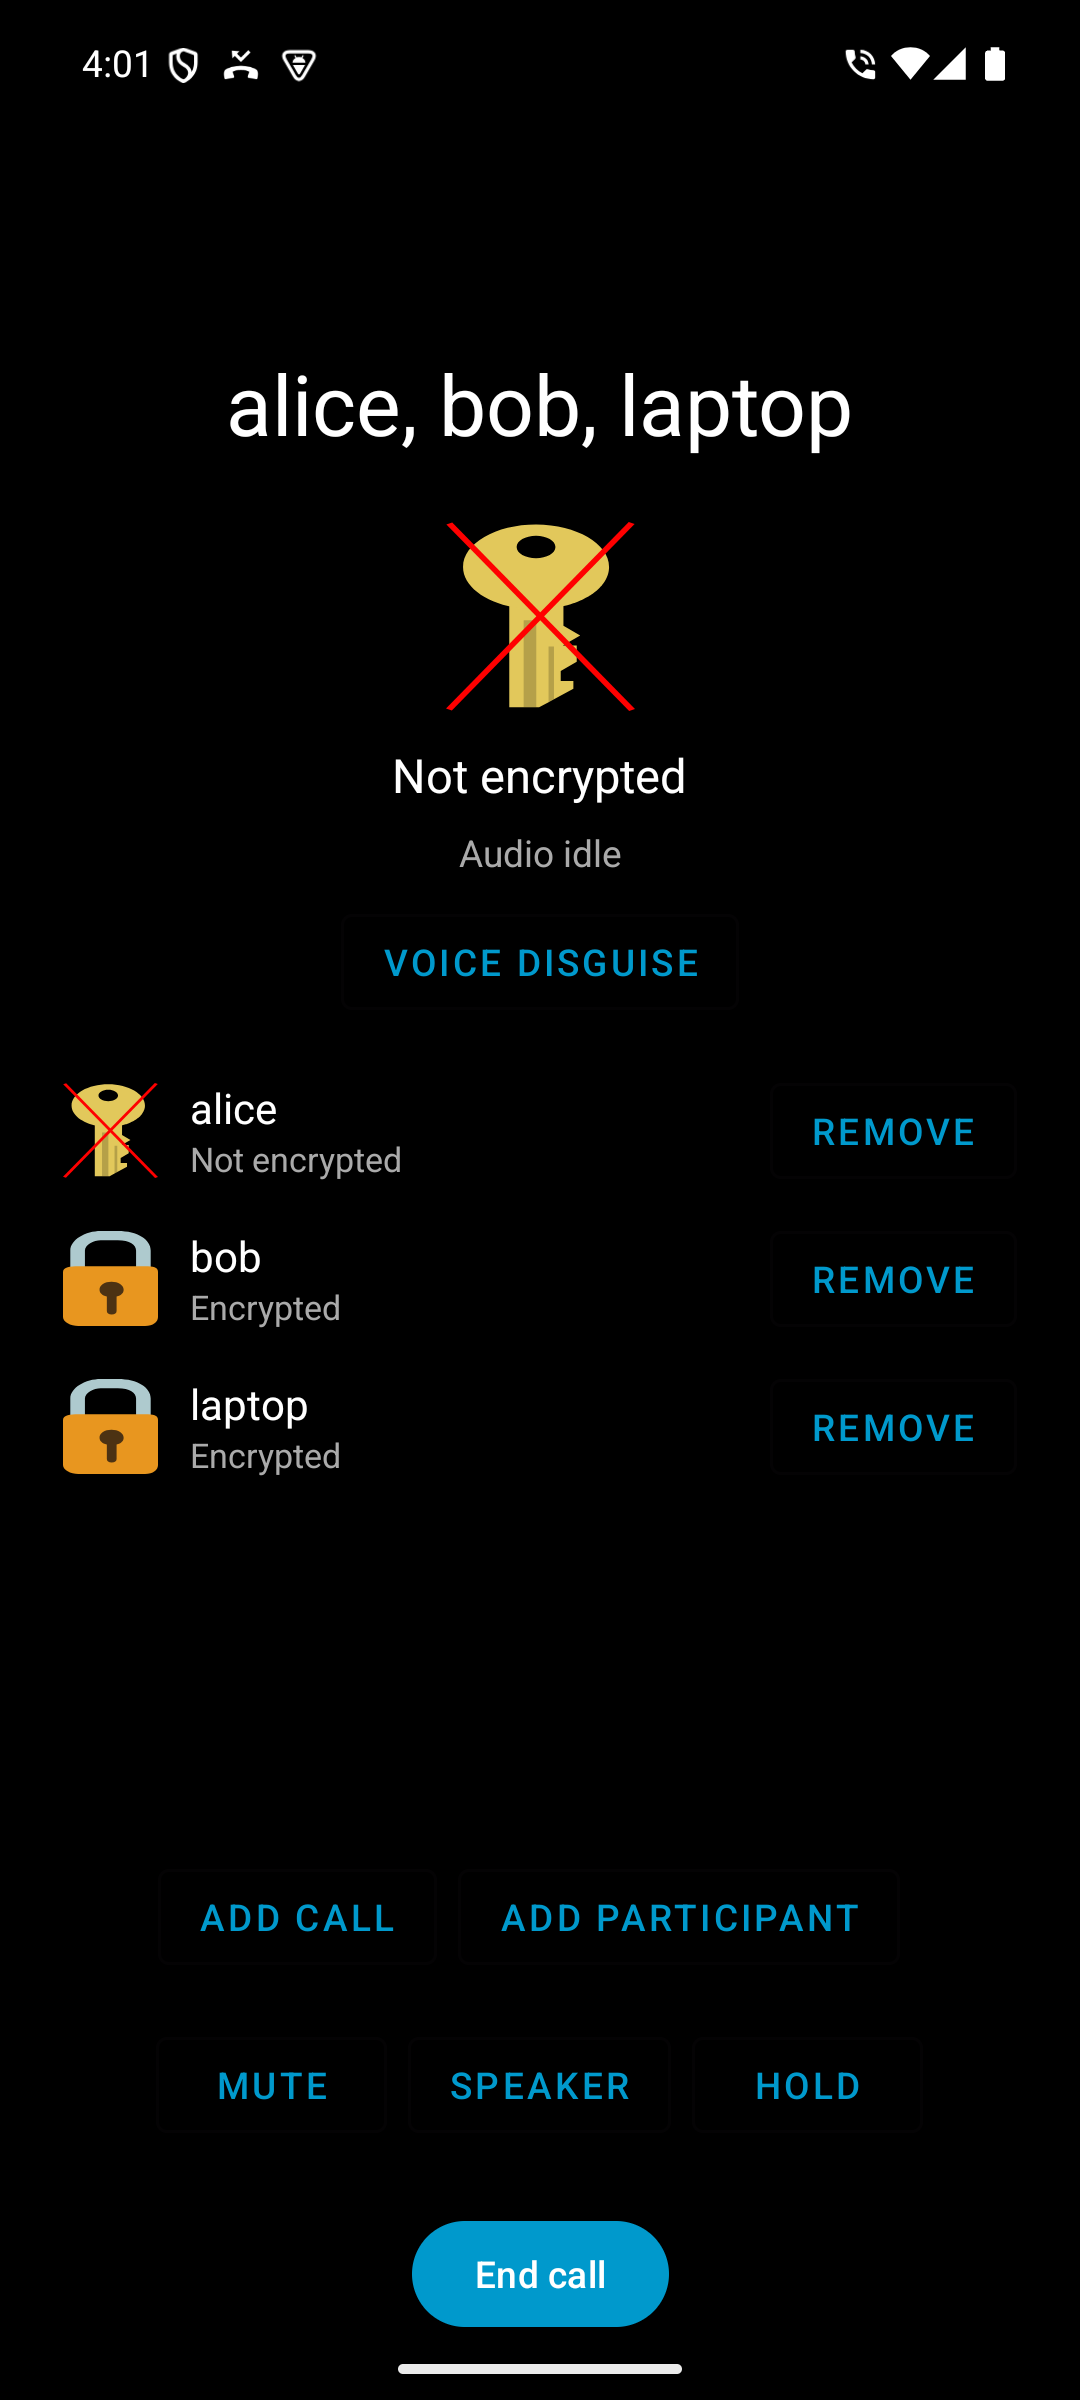 4:01
alice, bob, laptop
Not encrypted
Audio idle
VOICE DISGUISE
alice
Not encrypted
REMOVE
bob
Encrypted
REMOVE
laptop
Encrypted
REMOVE
ADD CALL ADD PARTICIPANT
MUTE SPEAKER HOLD
End call